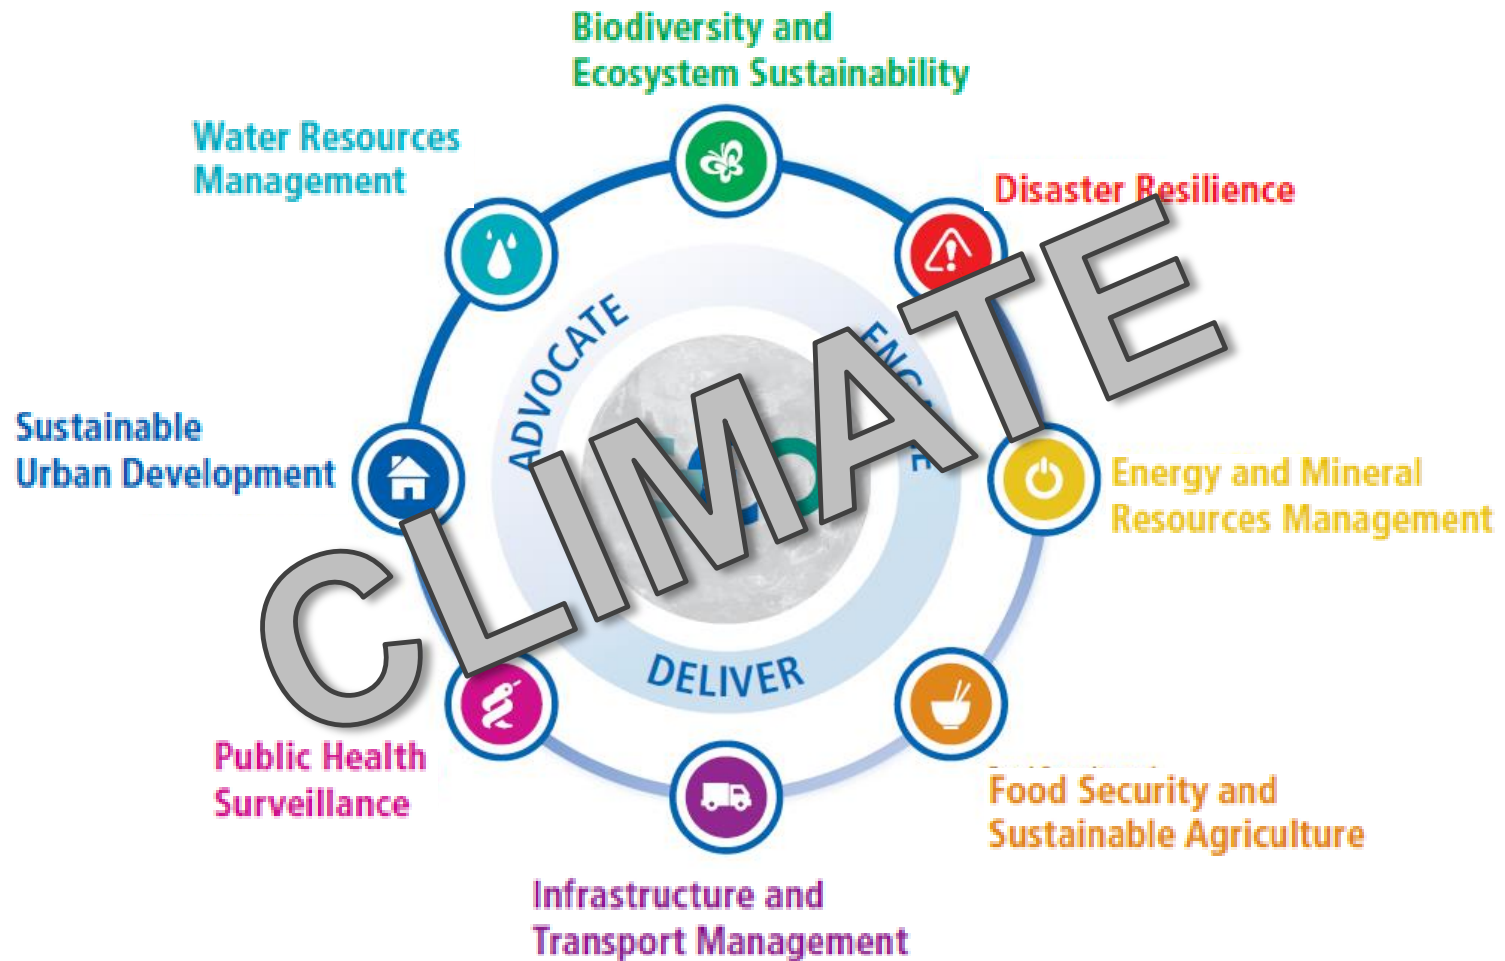 Biodiversity and
Ecosystem Sustainability
Water Resources
Management
Disaster Resilience
ADVOCATE
ENGAGE
CLIMATE
Sustainable
Urban Development
Energy and Mineral
Resources Management
DELIVER
Public Health
Surveillance
Food Security and
Sustainable Agriculture
Infrastructure and
Transport Management